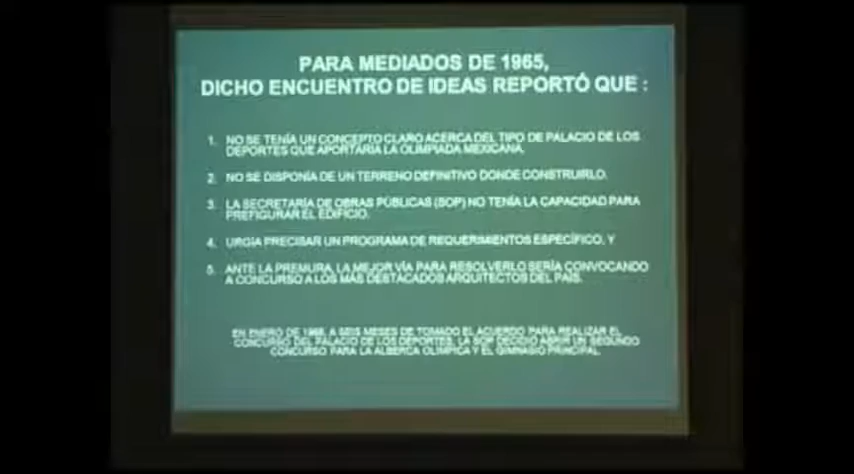 PARA MEDIADOS DE 1965,
DICHO ENCUENTRO DE IDEAS REPORTÓ QUE :
1. NO SE TENÍA UN CONCEPTO CLARO ACERCA DEL TIPO DE PALACIO DE LOS
DEPORTES QUE APORTARÍA LA OLIMPIADA MEXICANA.
2. NO SE DISPONÍA DE UN TERRENO DEFINITIVO DONDE CONSTRUIRLO.
3. LA SECRETARÍA DE OBRAS PÚBLICAS (SOP) NO TENÍA LA CAPACIDAD PARA
PREFIGURAR EL EDIFICIO.
4. URGÍA PRECISAR UN PROGRAMA DE REQUERIMIENTOS ESPECÍFICO, Y
5. ANTE LA PREMURA, LA MEJOR VÍA PARA RESOLVERLO SERÍA CONVOCANDO
A CONCURSO A LOS MÁS DESTACADOS ARQUITECTOS DEL PAÍS.
EN ENERO DE A SEIS MESES DE TOMADO EL ACUERDO PARA REALIZAR EL
CONCURSO DEL PALACIO DE LOS DEPORTES, LA SOP DECIDIÓ ABRIR UN SEGUNDO
CONCURSO PARA LA ALBERCA OLÍMPICA Y EL GIMNASIO PRINCIPAL.